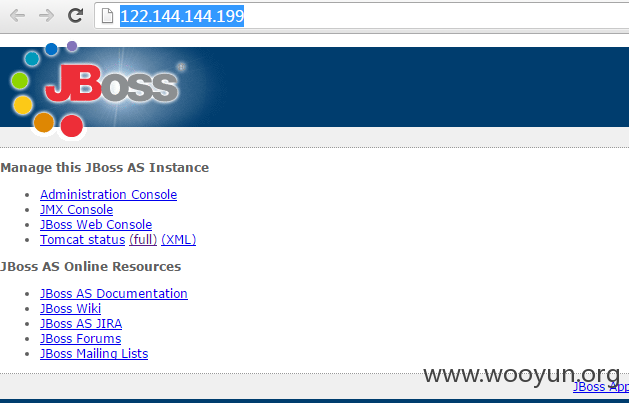 122.144.144.199
JBoss
Manage this JBoss AS Instance
Administration Console
JMX Console
JBoss Web Console
Tomcat status (full) (XML)
JBoss AS Online Resources
JBoss AS Documentation
JBoss Wiki
JBoss AS JIRA
JBoss Forums
JBoss Mailing Lists
www.wooyun.org
JBoss App